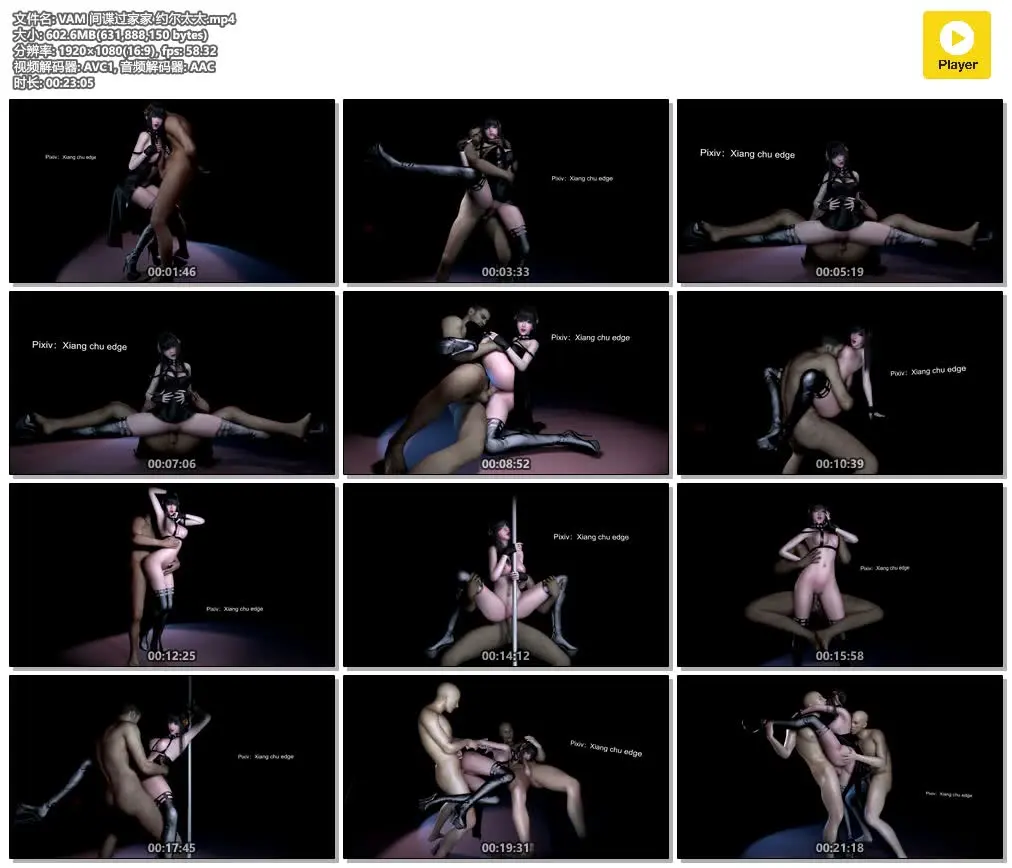 文件名: VAM 间谍过家家 约尔太太.mp4
大小: 602.6MB(631,888,150 bytes)
分辨率: 1920×1080(16:9), fps: 58.32
视频解码器: AVC1, 音频解码器: AAC
时长: 00:23:05
Player
Pixiv： Xiang chu edge
00:01:46
Pixiv： Xiang chu edge
00:03:33
Pixiv： Xiang chu edge
00:05:19
Pixiv： Xiang chu edge
00:07:06
Pixiv： Xiang chu edge
00:08:52
Pixiv： Xiang chu edge
00:10:39
Pixiv： Xiang chu edge
00:12:25
Pixiv： Xiang chu edge
00:14:12
Pixiv： Xiang chu edge
00:15:58
Pixiv： Xiang chu edge
00:17:45
Pixiv： Xiang chu edge
00:19:31
Pixiv： Xiang chu edge
00:21:18